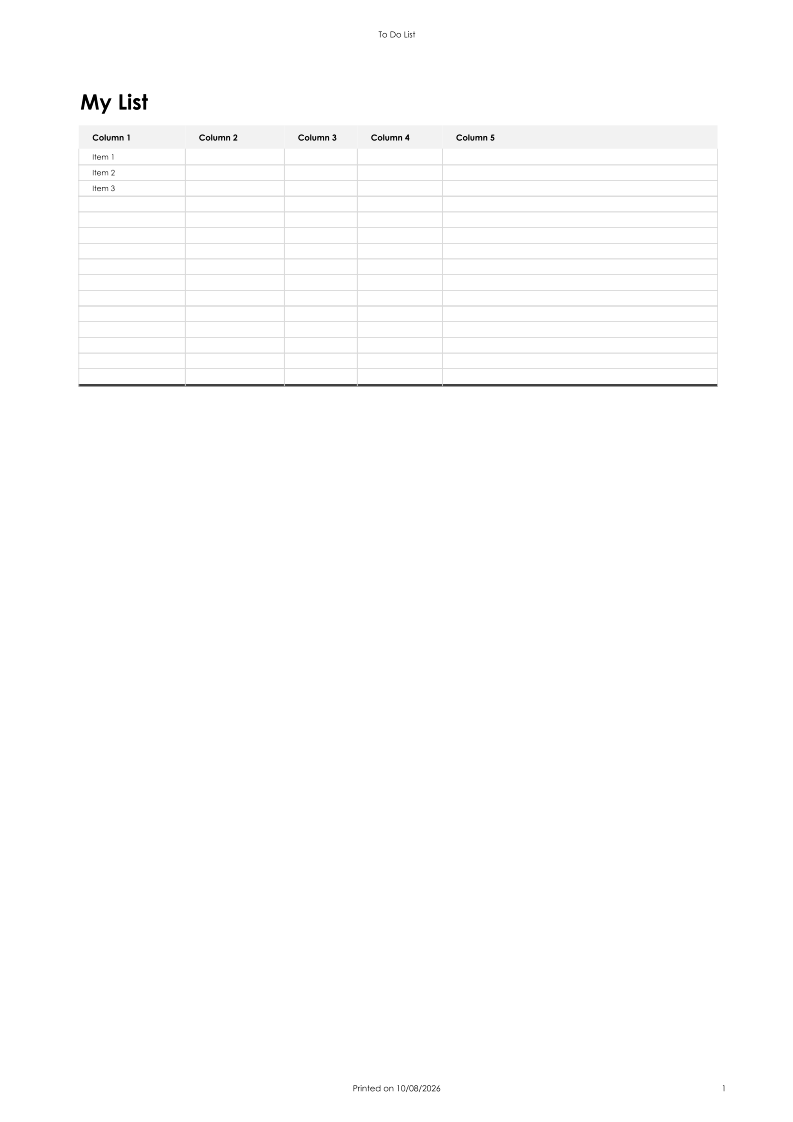 To Do List
My List
Column 1 Column 2 Column 3 Column 4 Column 5
Item 1
Item 2
Item 3
Printed on 10/08/2026 1